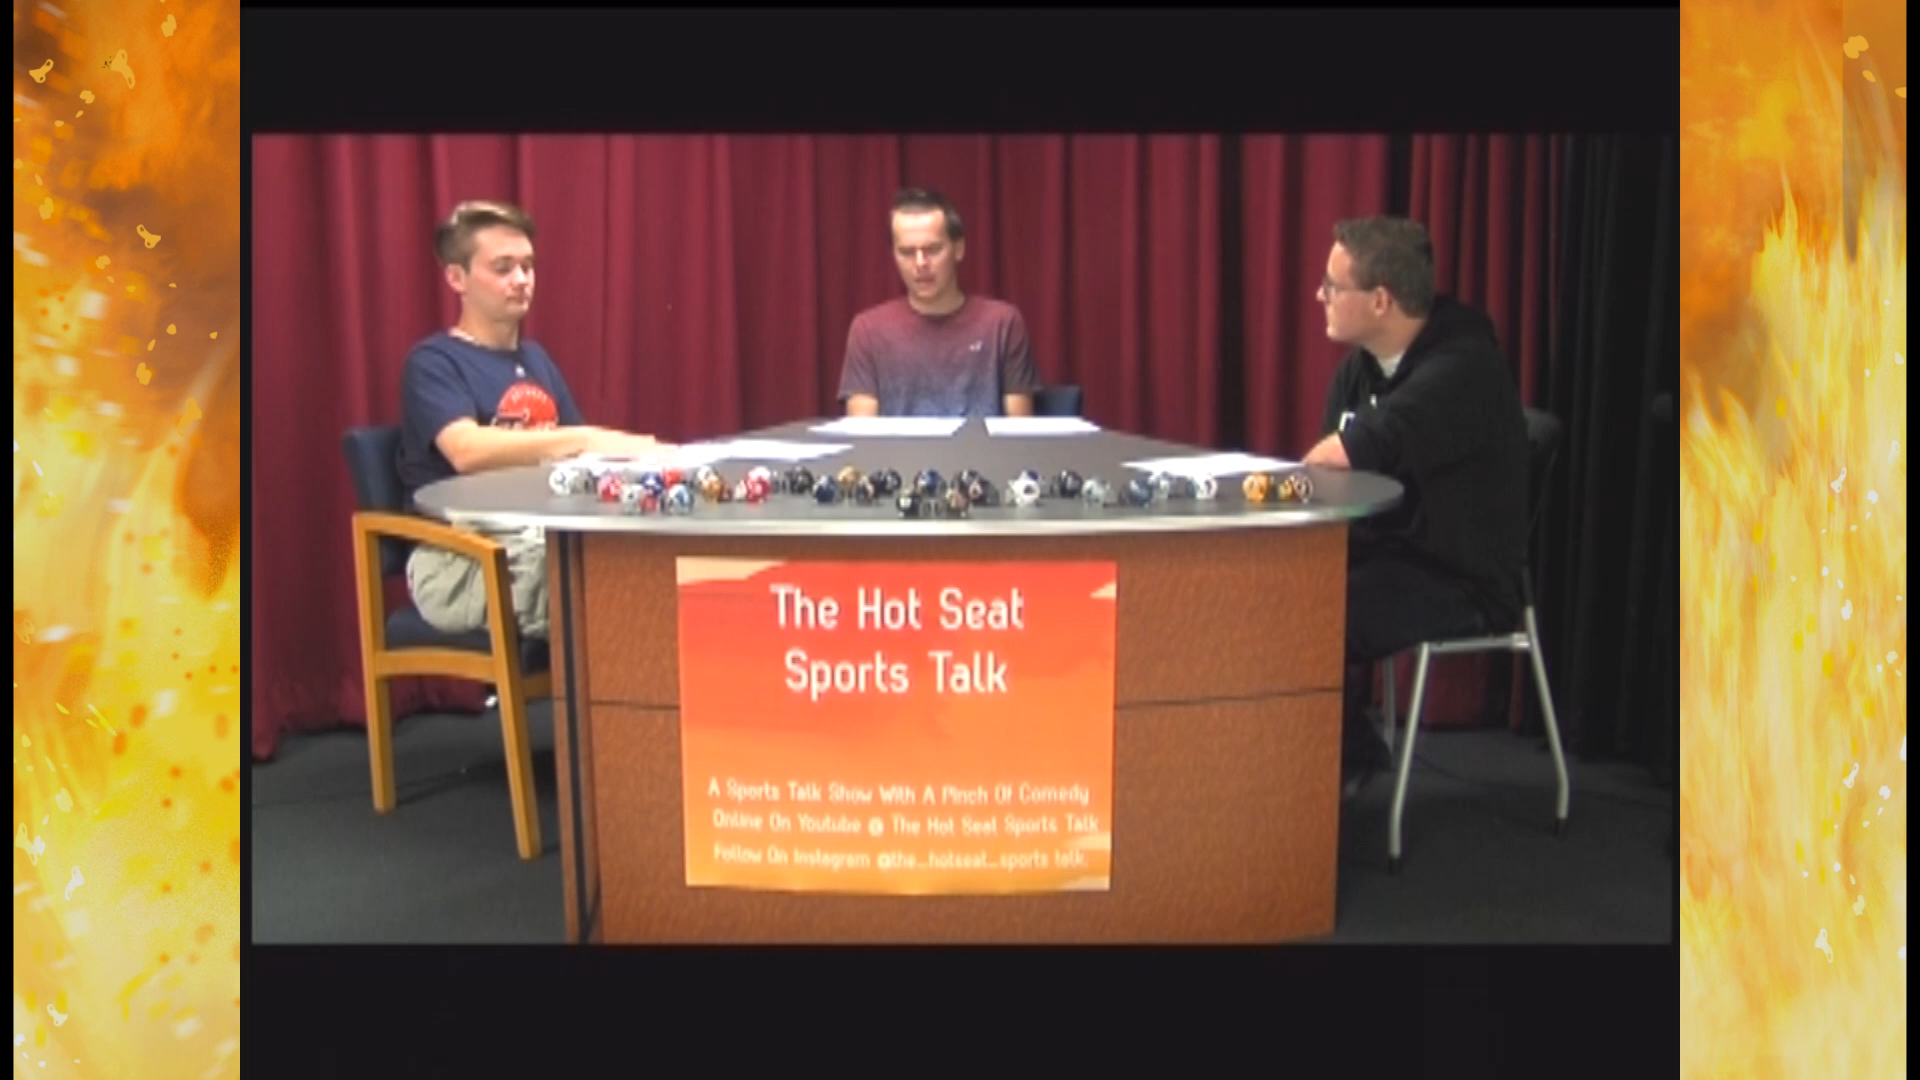 The Hot Seat
Sports Talk
A Sports Talk Show With A Pinch Of Comedy
Online On Youtube @ The Hot Seat Sports Talk
Follow On Instagram @the_hotseat_sports talk